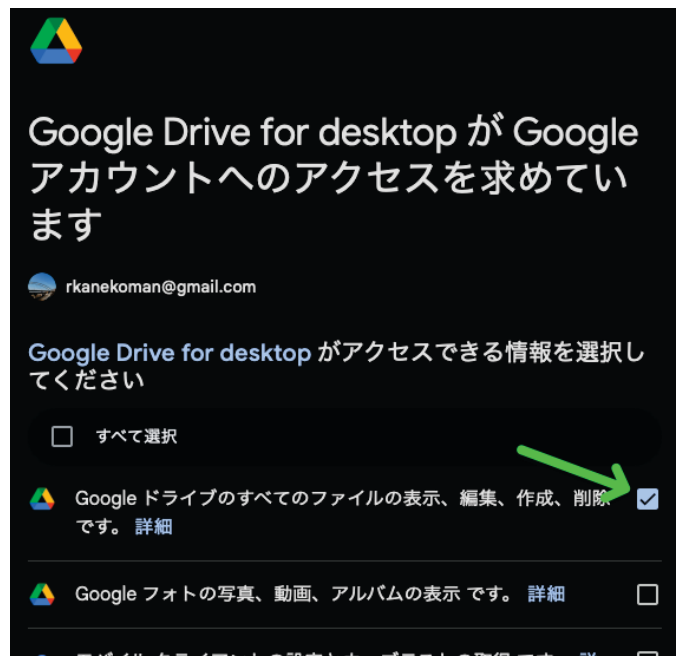 Google Drive for desktop が Google
アカウントへのアクセスを求めてい
ます
rkanekoman@gmail.com
Google Drive for desktop がアクセスできる情報を選択し
てください
すべて選択
Google ドライブのすべてのファイルの表示、編集、作成、削除
です。 詳細
Google フォトの写真、動画、アルバムの表示 です。 詳細